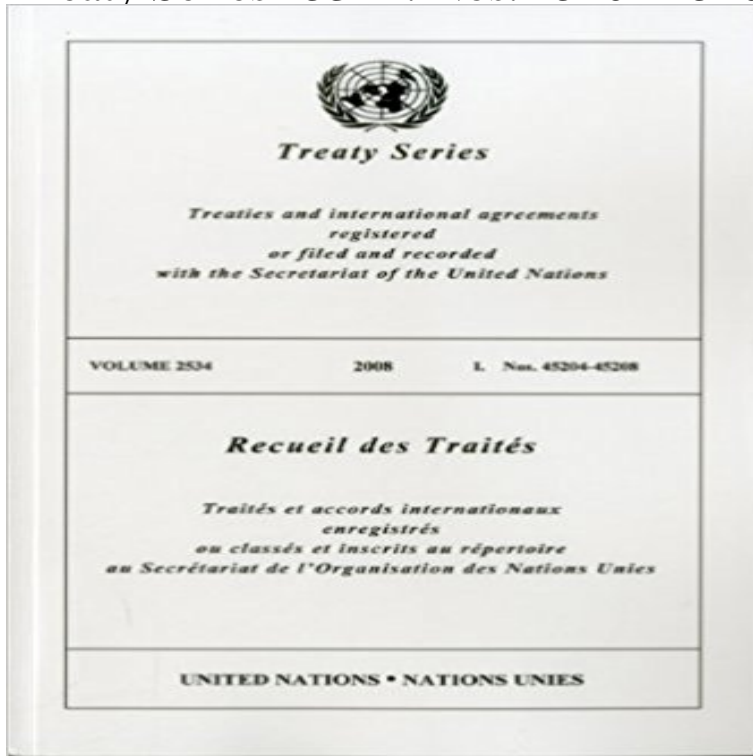 Treaty Series
Treaties and international agreements
registered
or filed and recorded
with the Secretariat of the United Nations
VOLUME 2534 2008 I. Nos. 45204-45208
Recueil des Traités
Traités et accords internationaux
enregistrés
ou classés et inscrits au répertoire
au Secrétariat de l'Organisation des Nations Unies
UNITED NATIONS • NATIONS UNIES